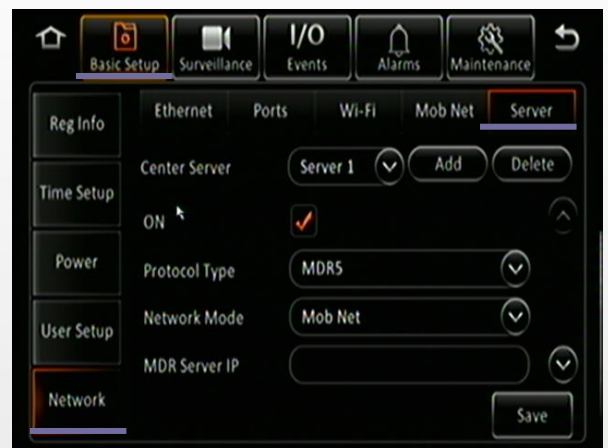 Basic Setup
Surveillance
I/O
Events
Alarms
Maintenance
Reg Info
Time Setup
Power
User Setup
Network
Ethernet Ports Wi-Fi Mob Net Server
Center Server Server 1 Add Delete
ON
Protocol Type MDR5
Network Mode Mob Net
MDR Server IP
Save